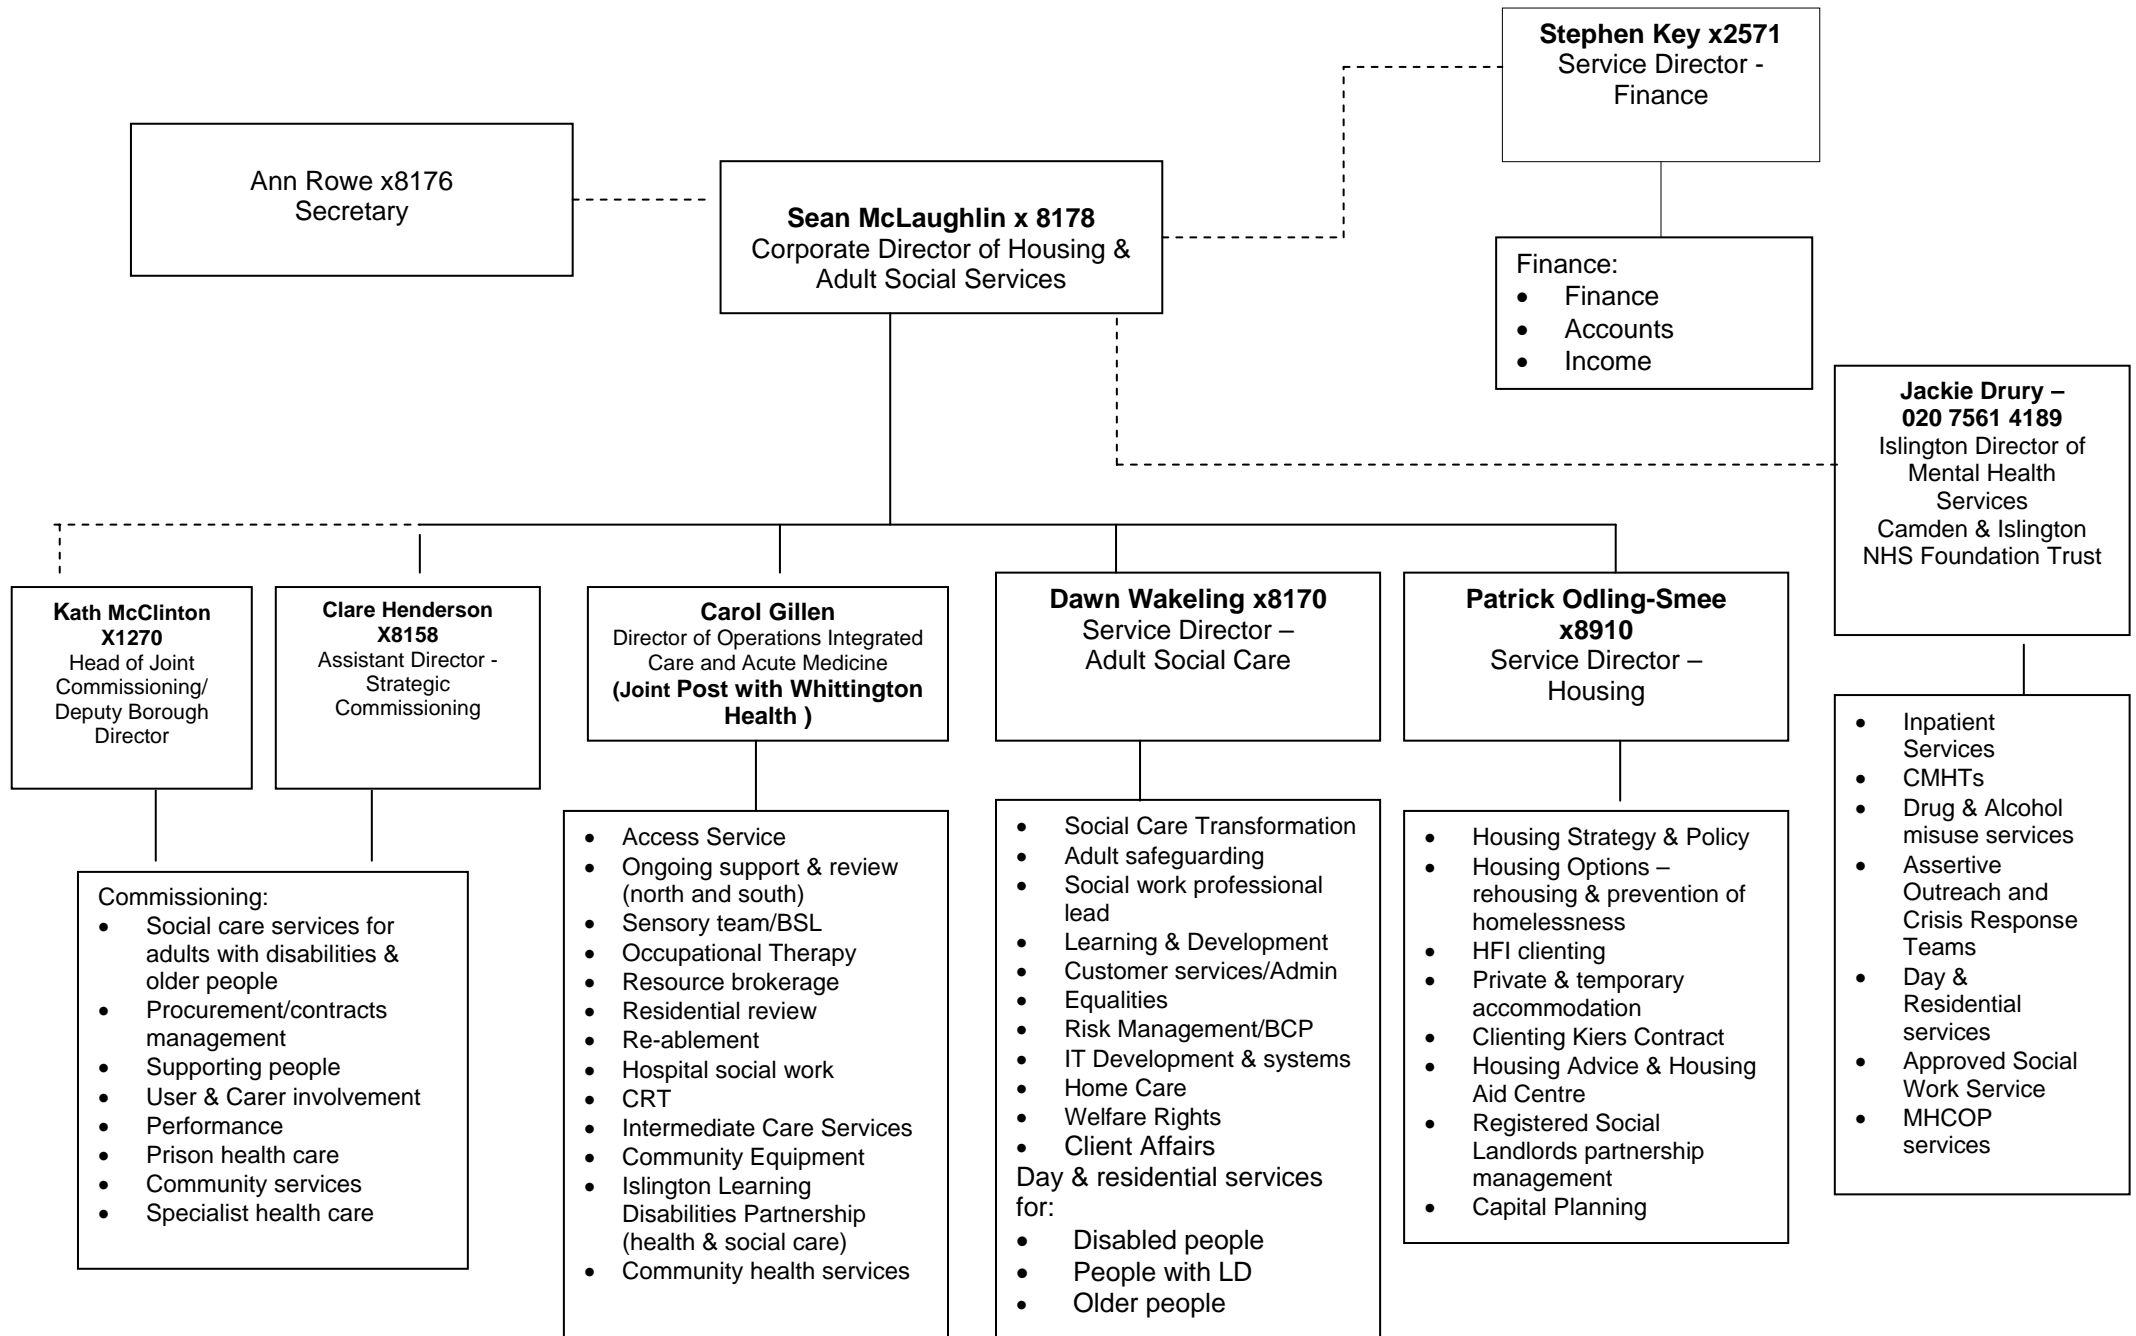 Stephen Key x2571
Service Director -
Finance
Ann Rowe x8176
Secretary
Sean McLaughlin x 8178
Corporate Director of Housing &
Adult Social Services
Finance:
• Finance
• Accounts
• Income
Jackie Drury –
020 7561 4189
Islington Director of
Mental Health
Services
Camden & Islington
NHS Foundation Trust
Kath McClinton
X1270
Head of Joint
Commissioning/
Deputy Borough
Director
Clare Henderson
X8158
Assistant Director -
Strategic
Commissioning
Carol Gillen
Director of Operations Integrated
Care and Acute Medicine
(Joint Post with Whittington
Health )
Dawn Wakeling x8170
Service Director –
Adult Social Care
Patrick Odling-Smee
x8910
Service Director –
Housing
Commissioning:
• Social care services for
adults with disabilities &
older people
• Procurement/contracts
management
• Supporting people
• User & Carer involvement
• Performance
• Prison health care
• Community services
• Specialist health care
• Access Service
• Ongoing support & review
(north and south)
• Sensory team/BSL
• Occupational Therapy
• Resource brokerage
• Residential review
• Re-ablement
• Hospital social work
• CRT
• Intermediate Care Services
• Community Equipment
• Islington Learning
Disabilities Partnership
(health & social care)
• Community health services
• Social Care Transformation
• Adult safeguarding
• Social work professional
lead
• Learning & Development
• Customer services/Admin
• Equalities
• Risk Management/BCP
• IT Development & systems
• Home Care
• Welfare Rights
• Client Affairs
Day & residential services
for:
• Disabled people
• People with LD
• Older people
• Housing Strategy & Policy
• Housing Options –
rehousing & prevention of
homelessness
• HFI clienting
• Private & temporary
accommodation
• Clienting Kiers Contract
• Housing Advice & Housing
Aid Centre
• Registered Social
Landlords partnership
management
• Capital Planning
• Inpatient
Services
• CMHTs
• Drug & Alcohol
misuse services
• Assertive
Outreach and
Crisis Response
Teams
• Day &
Residential
services
• Approved Social
Work Service
• MHCOP
services